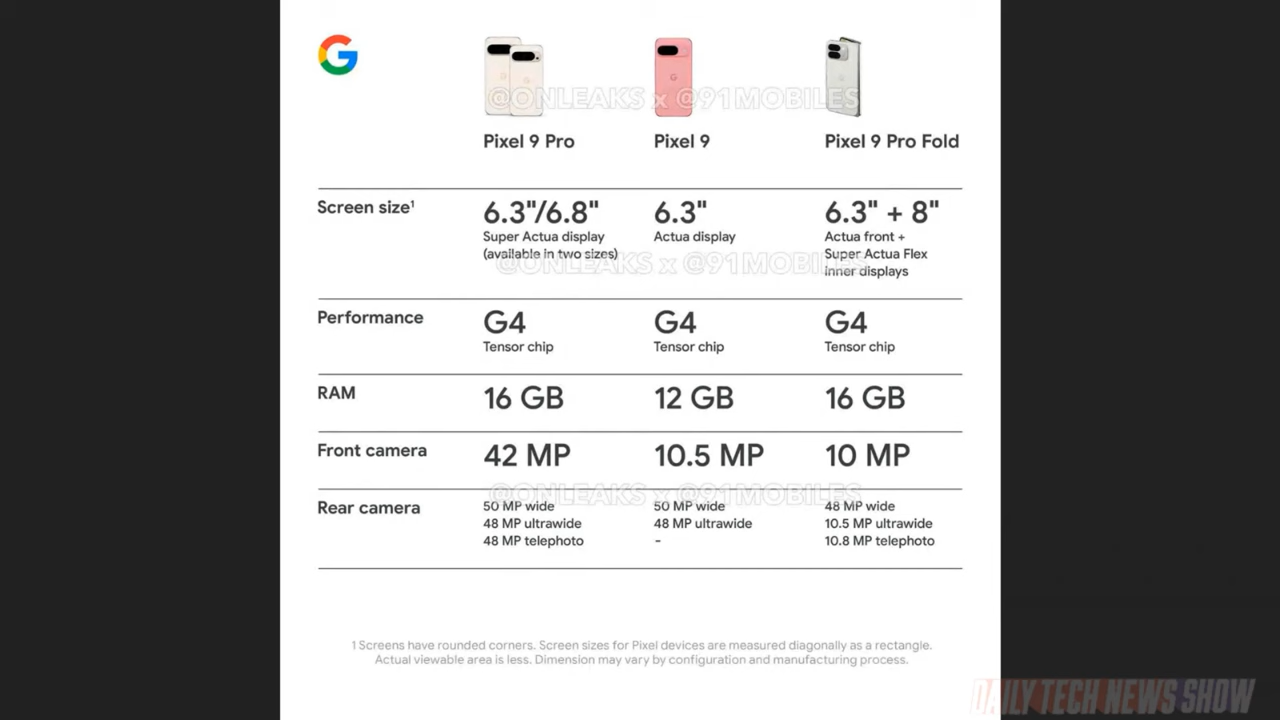 @ONLEAKS x @91MOBILES
Pixel 9 Pro
Pixel 9
Pixel 9 Pro Fold
Screen size¹
6.3"/6.8"
Super Actua display
(available in two sizes)
6.3"
Actua display
6.3" + 8"
Actua front +
Super Actua Flex
inner displays
@ONLEAKS x @91MOBILES
Performance
G4
Tensor chip
G4
Tensor chip
G4
Tensor chip
RAM
16 GB
12 GB
16 GB
Front camera
42 MP
10.5 MP
10 MP
@ONLEAKS x @91MOBILES
Rear camera
50 MP wide
48 MP ultrawide
48 MP telephoto
50 MP wide
48 MP ultrawide
-
48 MP wide
10.5 MP ultrawide
10.8 MP telephoto
1 Screens have rounded corners. Screen sizes for Pixel devices are measured diagonally as a rectangle.
Actual viewable area is less. Dimension may vary by configuration and manufacturing process.
DAILY TECH NEWS SHOW